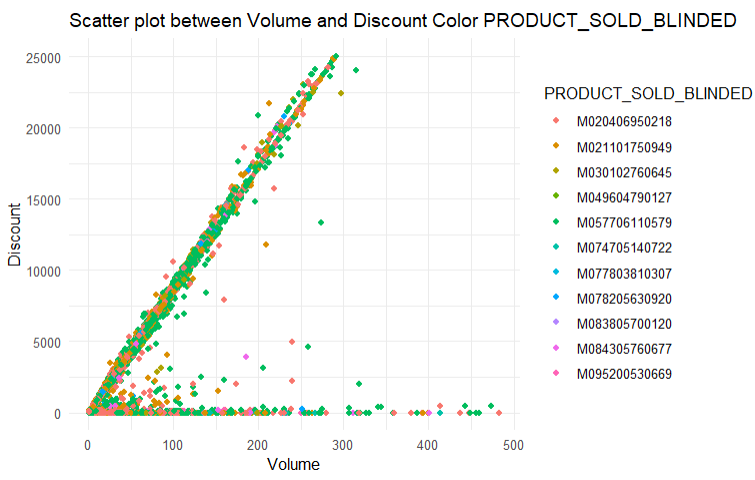 Scatter plot between Volume and Discount Color PRODUCT_SOLD_BLINDED
25000
20000
15000
10000
5000
0
Discount
0 100 200 300 400 500
Volume
PRODUCT_SOLD_BLINDED
M020406950218
M021101750949
M030102760645
M049604790127
M057706110579
M074705140722
M077803810307
M078205630920
M083805700120
M084305760677
M095200530669